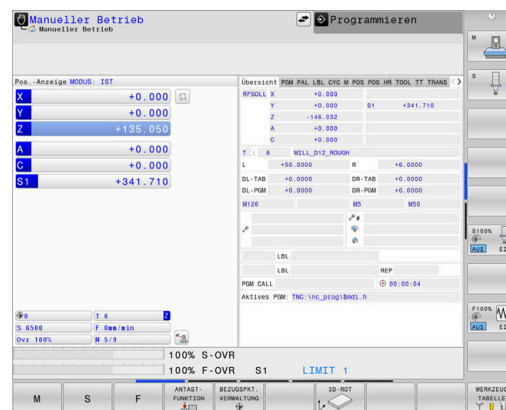 Manueller Betrieb
Manueller Betrieb
Programmieren
Pos.-Anzeige MODUS: IST
X +0.000
Y +0.000
Z +135.050
A +0.000
C +0.000
S1 +341.710
0
T 6
Z
S 6500
F 0mm/min
Ovr 100%
M 5/9
Übersicht PGM PAL LBL CYC M POS POS HR TOOL TT TRANS
RFSOLL X +0.000
Y +0.000 S1 +341.710
Z -146.032
A +0.000
C +0.000
T : 6 MILL_D12_ROUGH
L +50.0000 R +6.0000
DL-TAB +0.0000 DR-TAB +0.0000
DL-PGM +0.0000 DR-PGM +0.0000
M126 M5 M50
LBL
LBL REP
PGM CALL 00:00:04
Aktives PGM: TNC:\nc_prog\$mdi.h
100% S-OVR
100% F-OVR S1 LIMIT 1
M
S
F
ANTAST-
FUNKTION
BEZUGSPKT.
VERWALTUNG
3D-ROT
WERKZEUG
TABELLE
M
S
S100%
AUS
F100%
AUS